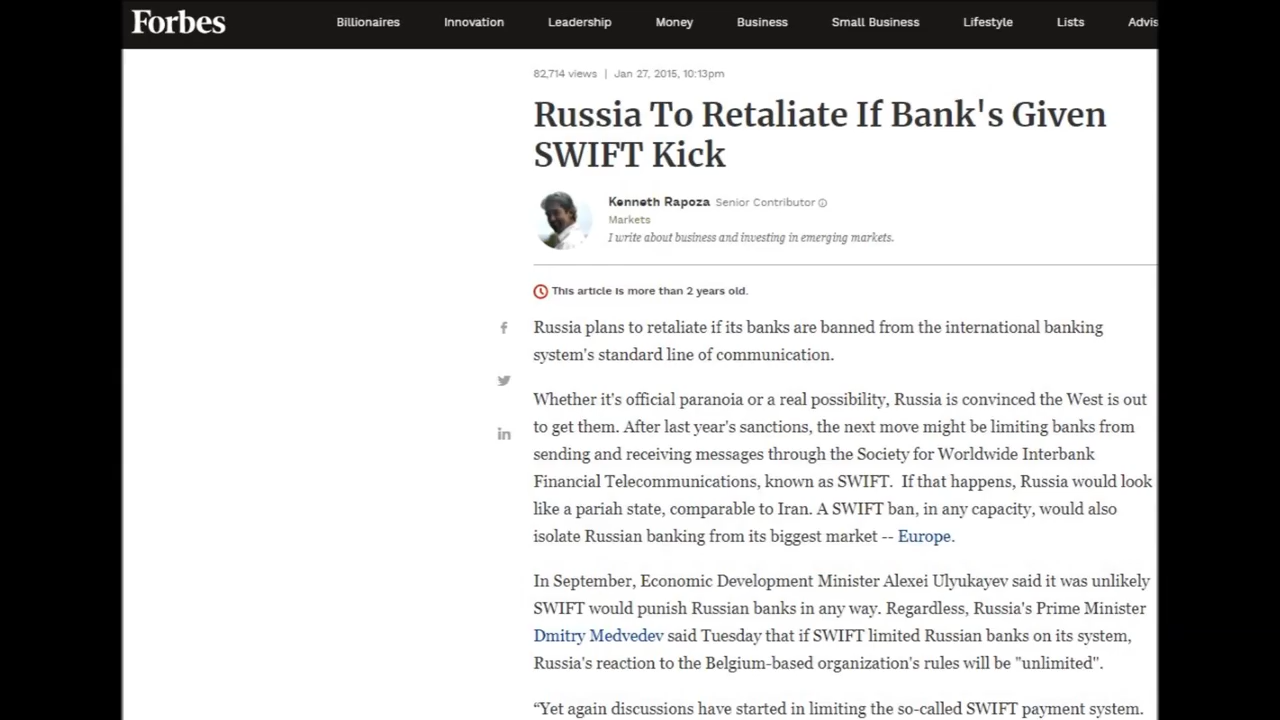 Forbes
Billionaires Innovation Leadership Money Business Small Business Lifestyle Lists Advis
82,714 views | Jan 27, 2015, 10:13pm
Russia To Retaliate If Bank's Given
SWIFT Kick
Kenneth Rapoza Senior Contributor
Markets
I write about business and investing in emerging markets.
This article is more than 2 years old.
Russia plans to retaliate if its banks are banned from the international banking
system's standard line of communication.
Whether it's official paranoia or a real possibility, Russia is convinced the West is out
to get them. After last year's sanctions, the next move might be limiting banks from
sending and receiving messages through the Society for Worldwide Interbank
Financial Telecommunications, known as SWIFT. If that happens, Russia would look
like a pariah state, comparable to Iran. A SWIFT ban, in any capacity, would also
isolate Russian banking from its biggest market -- Europe.
In September, Economic Development Minister Alexei Ulyukayev said it was unlikely
SWIFT would punish Russian banks in any way. Regardless, Russia's Prime Minister
Dmitry Medvedev said Tuesday that if SWIFT limited Russian banks on its system,
Russia's reaction to the Belgium-based organization's rules will be "unlimited".
“Yet again discussions have started in limiting the so-called SWIFT payment system.